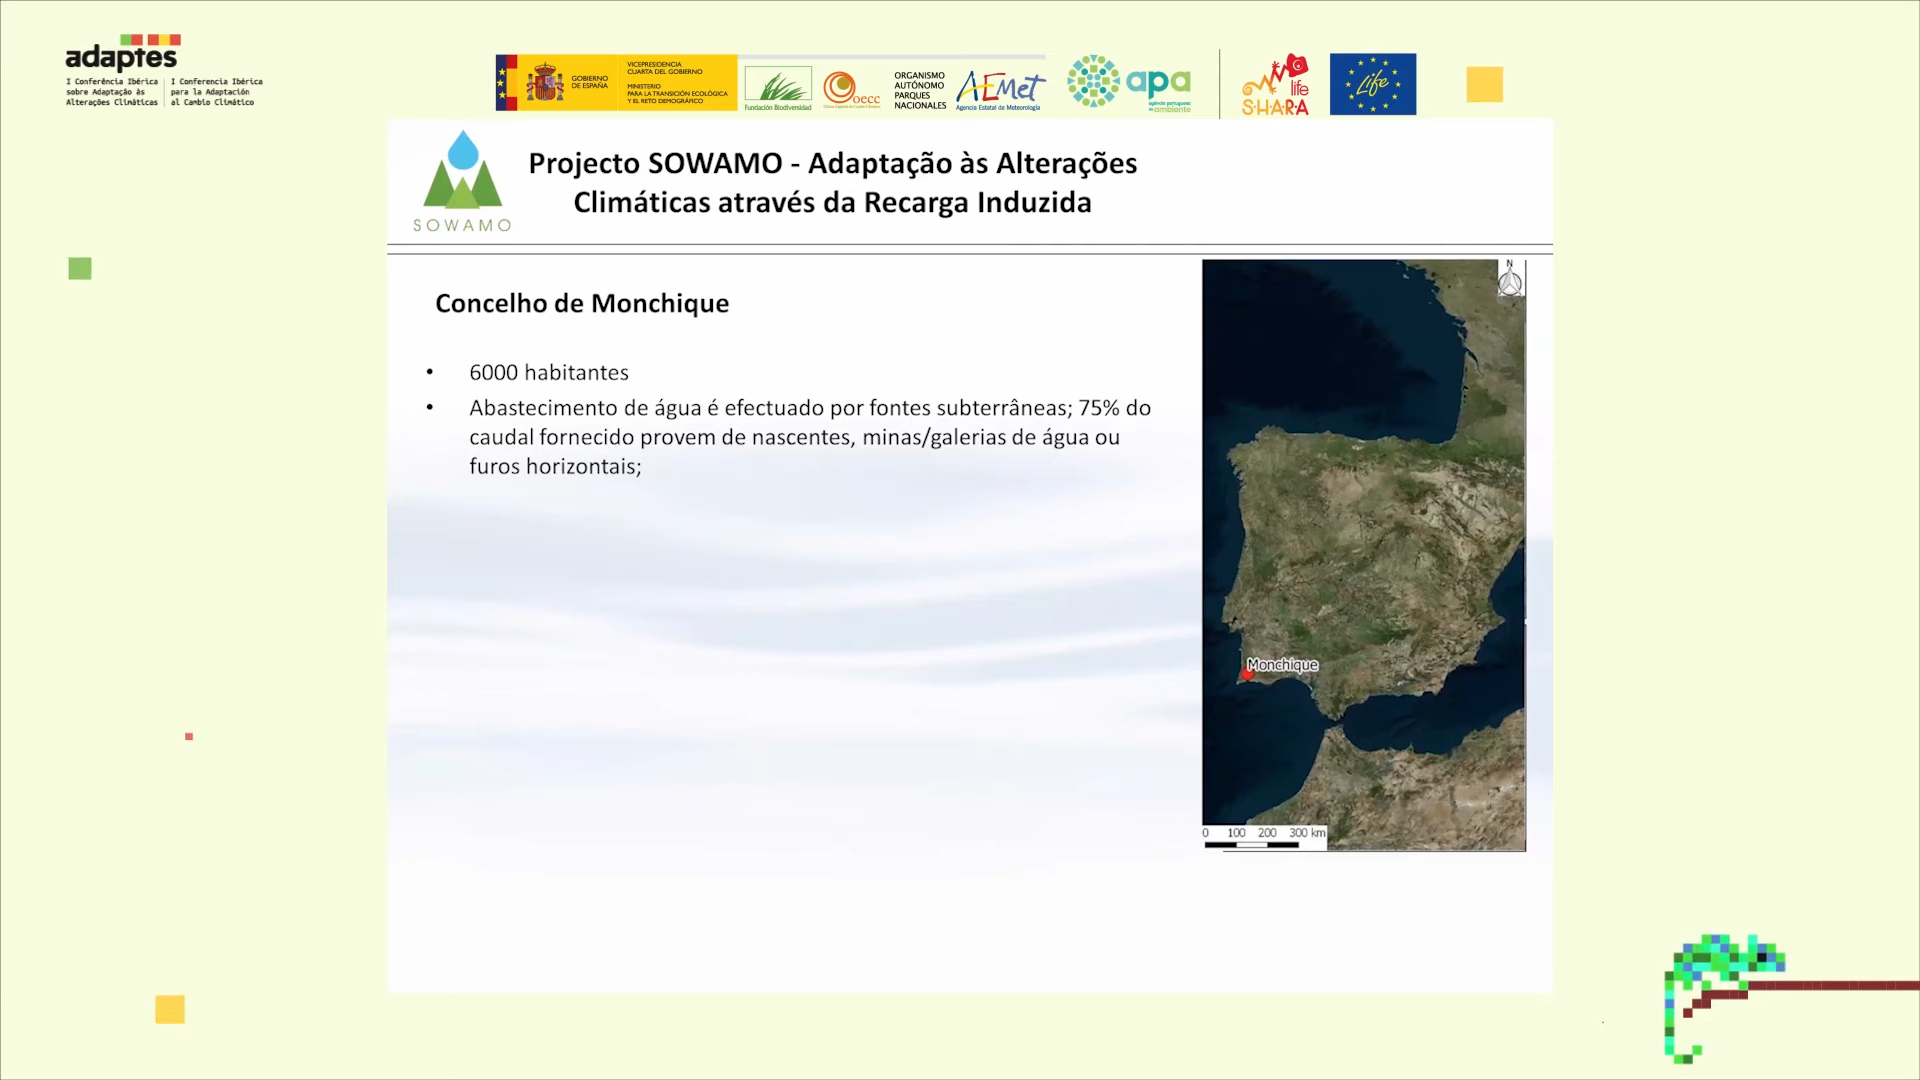 adaptes
I Conferência Ibérica
sobre Adaptação às
Alterações Climáticas
I Conferencia Ibérica
para la Adaptación
al Cambio Climático
GOBIERNO
DE ESPAÑA
VICEPRESIDENCIA
CUARTA DEL GOBIERNO
MINISTERIO
PARA LA TRANSICIÓN ECOLÓGICA
Y EL RETO DEMOGRÁFICO
Fundación Biodiversidad
oecc
ORGANISMO
AUTÓNOMO
PARQUES
NACIONALES
AEMet
Agencia Estatal de Meteorología
apa
agência portuguesa
do ambiente
life
SHARA
Life
SOWAMO
Projecto SOWAMO - Adaptação às Alterações
Climáticas através da Recarga Induzida
Concelho de Monchique
• 6000 habitantes
• Abastecimento de água é efectuado por fontes subterrâneas; 75% do
caudal fornecido provem de nascentes, minas/galerias de água ou
furos horizontais;
N
Monchique
0 100 200 300 km